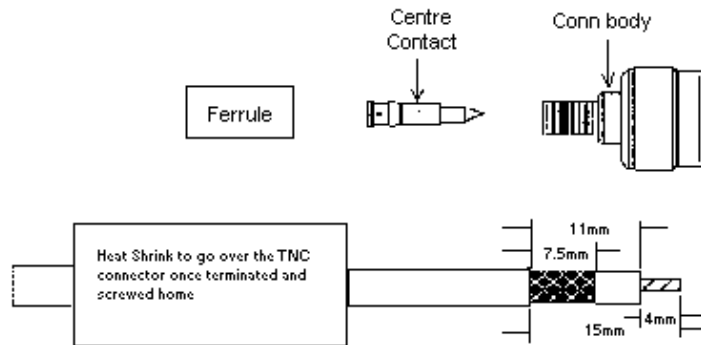 Centre
Contact
Conn body
Ferrule
11mm
7.5mm
Heat Shrink to go over the TNC
connector once terminated and
screwed home
15mm
4mm